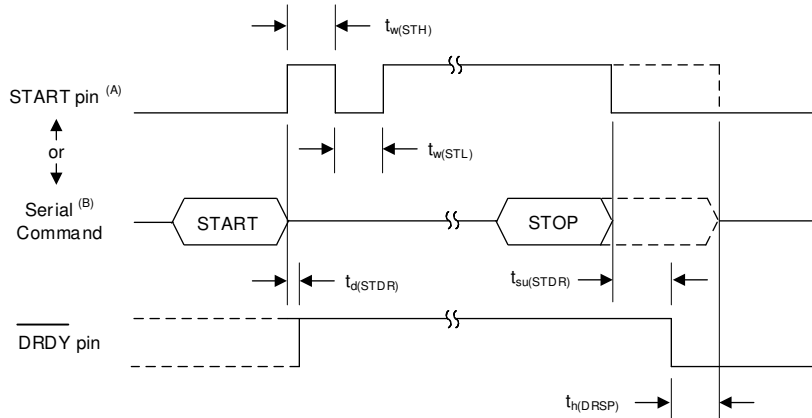 tw(STH)
START pin (A)
or
tw(STL)
Serial (B)
Command
START
STOP
td(STDR)
tsu(STDR)
DRDY pin
th(DRSP)